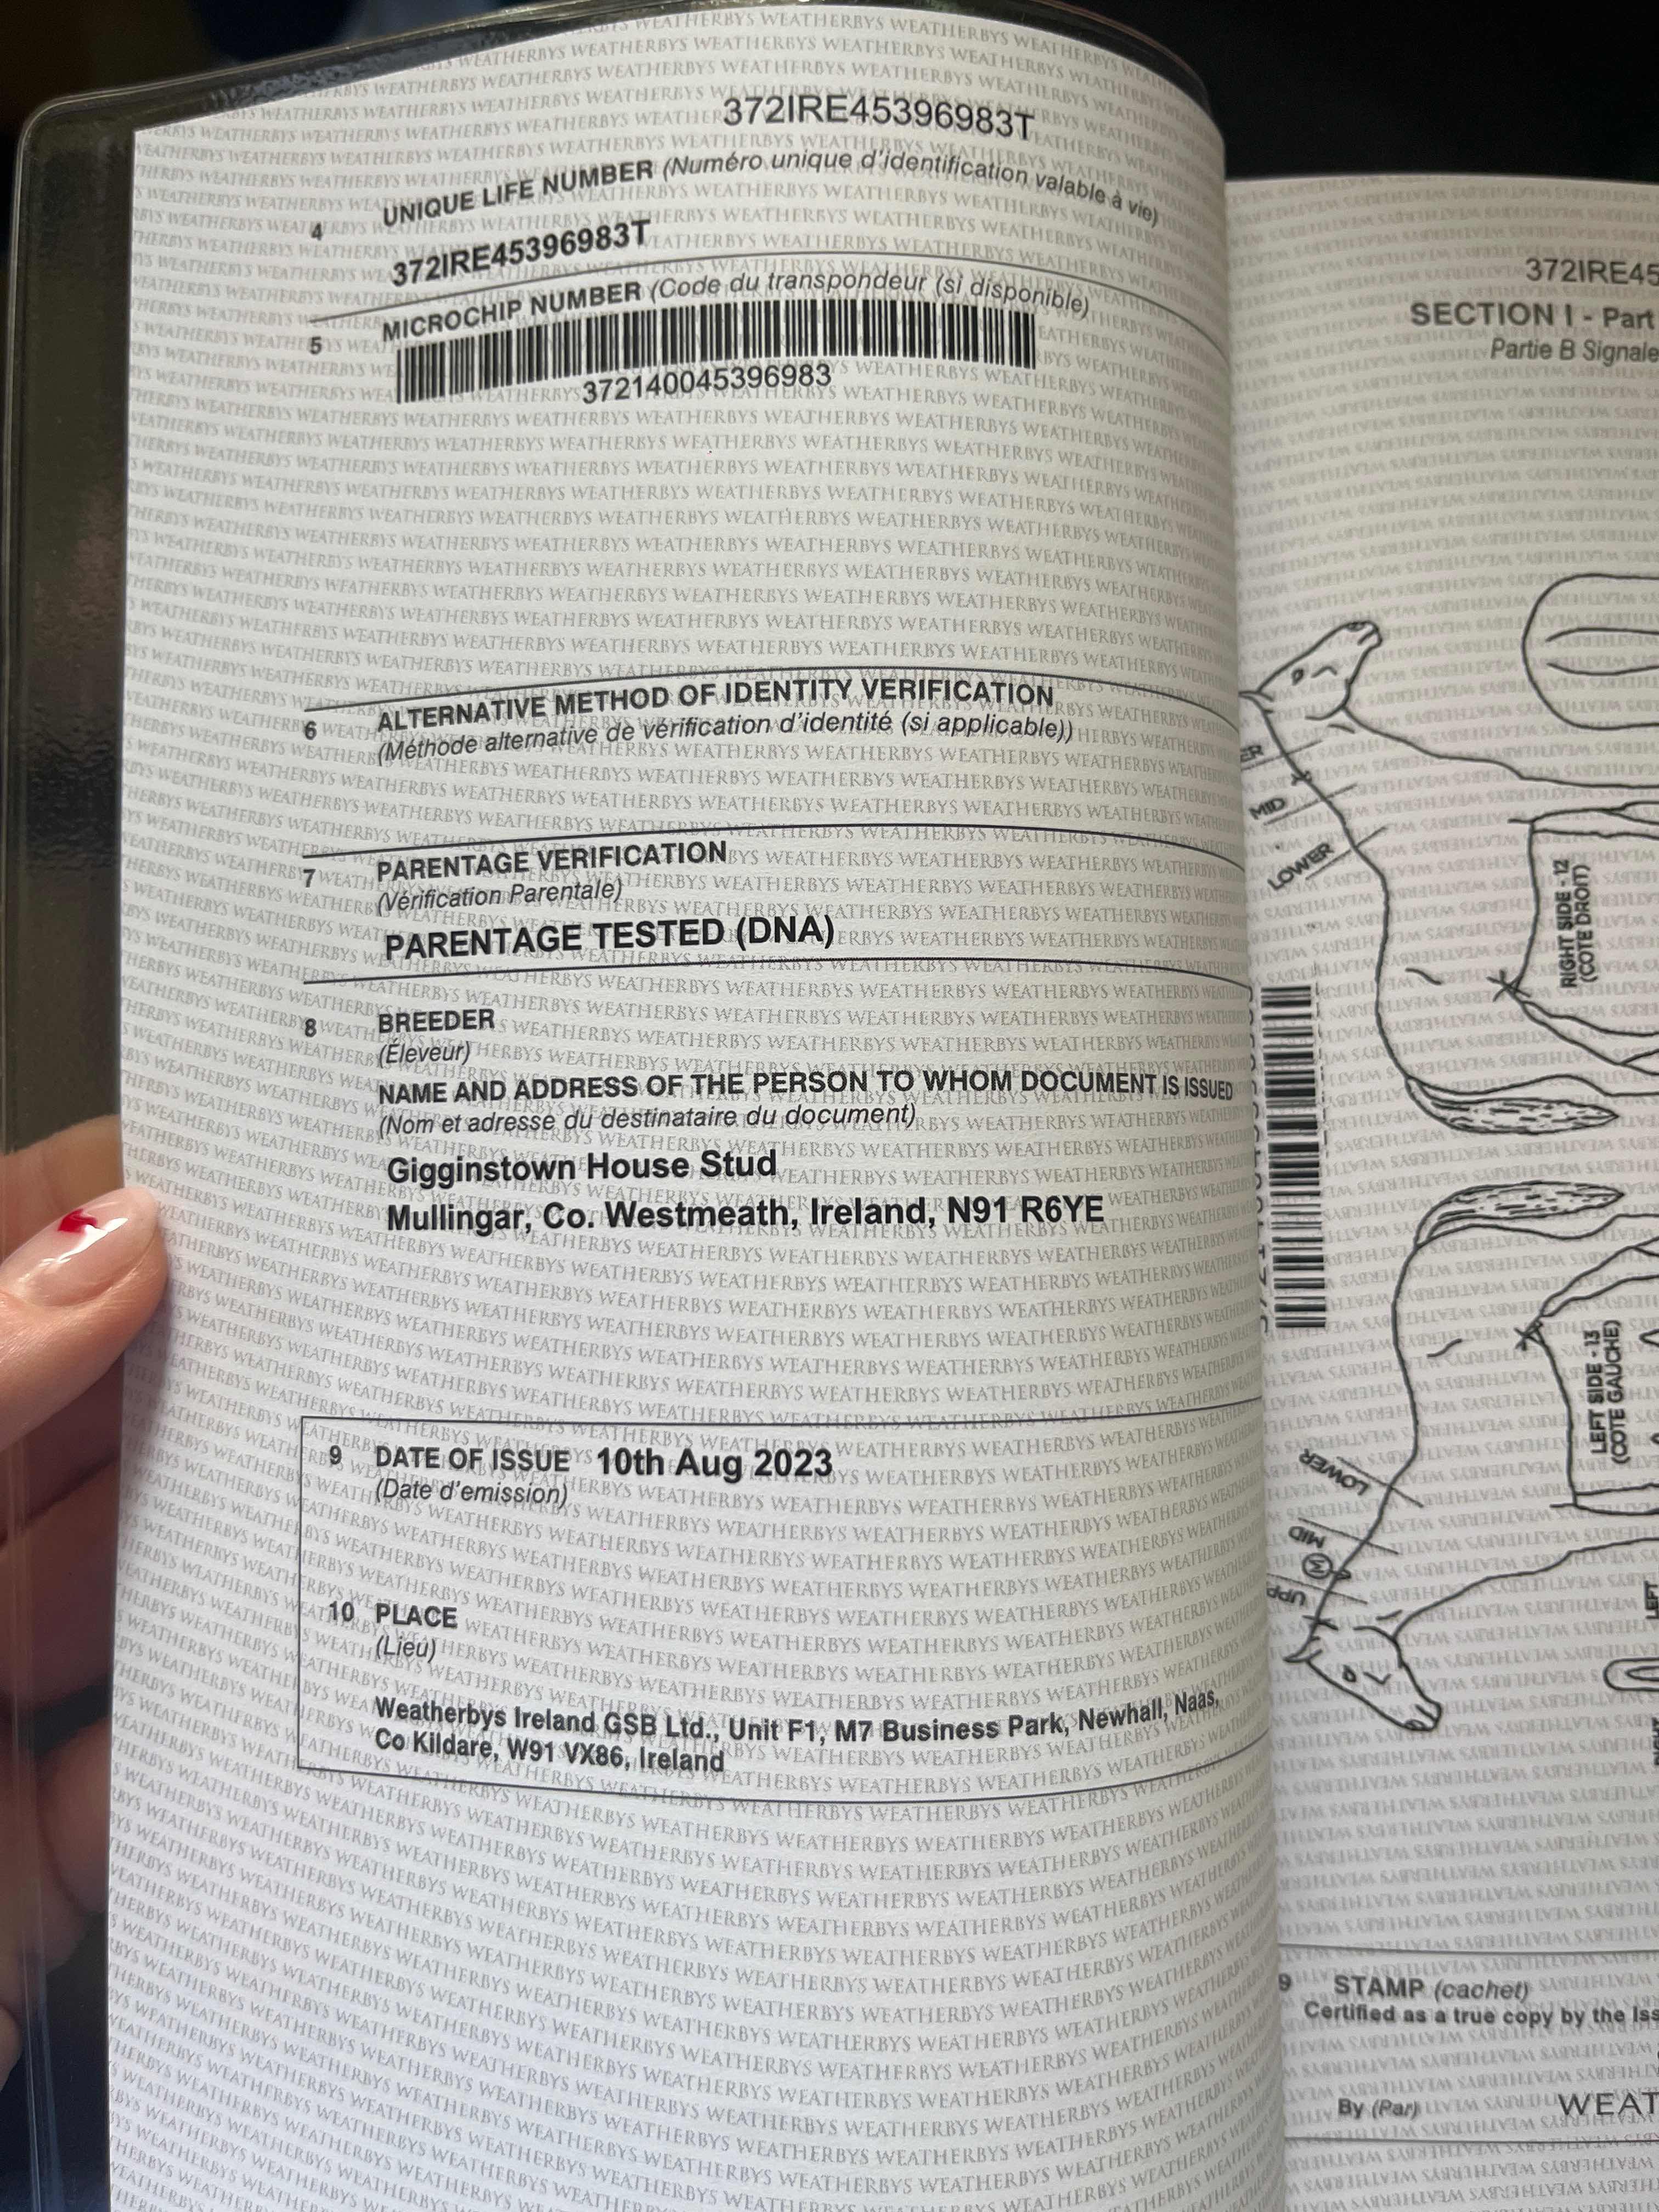 372IRE45396983T
4 UNIQUE LIFE NUMBER (Numéro unique d'identification valable à vie)
372IRE45396983T
5 MICROCHIP NUMBER (Code du transpondeur (si disponible)
372140045396983
6 ALTERNATIVE METHOD OF IDENTITY VERIFICATION
(Méthode alternative de vérification d'identité (si applicable))
7 PARENTAGE VERIFICATION
(Vérification Parentale)
PARENTAGE TESTED (DNA)
8 BREEDER
(Éleveur)
NAME AND ADDRESS OF THE PERSON TO WHOM DOCUMENT IS ISSUED
(Nom et adresse du destinataire du document)
Gigginstown House Stud
Mullingar, Co. Westmeath, Ireland, N91 R6YE
9 DATE OF ISSUE 10th Aug 2023
(Date d'emission)
10 PLACE
(Lieu)
Weatherbys Ireland GSB Ltd., Unit F1, M7 Business Park, Newhall, Naas,
Co Kildare, W91 VX86, Ireland
372IRE45
SECTION I - Part
Partie B Signale
MID
LOWER
RIGHT SIDE - 12
(COTE DROIT)
LEFT SIDE - 13
(COTE GAUCHE)
LOWER
MID
UPP
LEFT
9 STAMP (cachet)
Certified as a true copy by the Iss
By (Par) WEAT